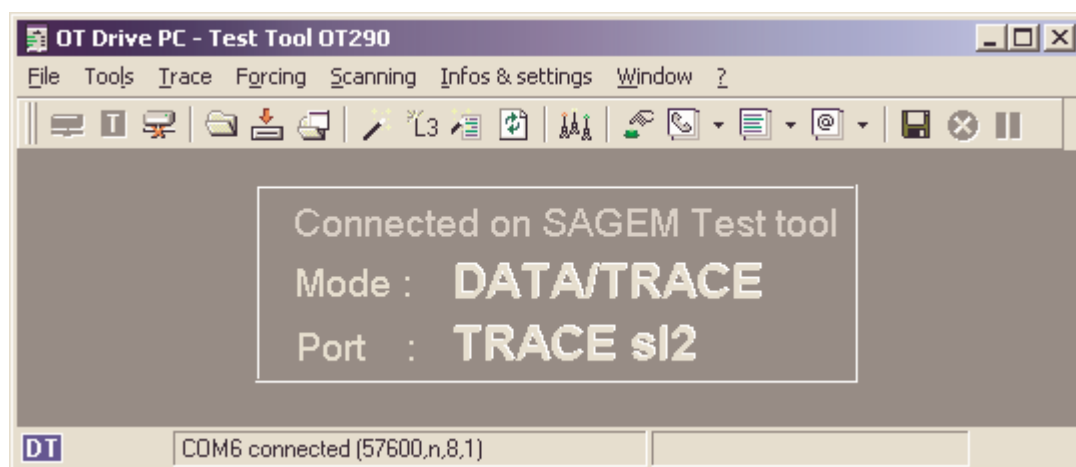 OT Drive PC - Test Tool OT290
File Tools Trace Forcing Scanning Infos & settings Window ?
T L3 @
Connected on SAGEM Test tool
Mode : DATA/TRACE
Port : TRACE sl2
DT COM6 connected (57600,n,8,1)